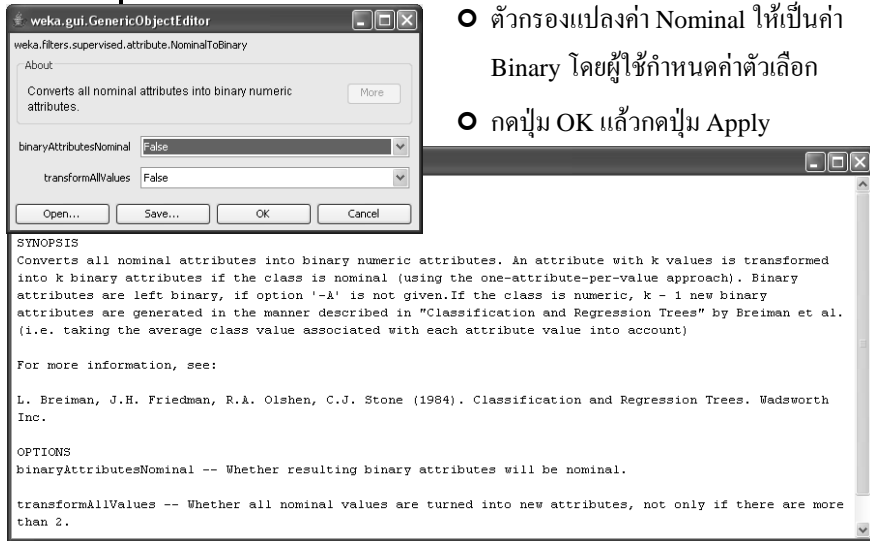 weka.gui.GenericObjectEditor
weka.filters.supervised.attribute.NominalToBinary
About
Converts all nominal attributes into binary numeric
attributes.
More
binaryAttributesNominal False
transformAllValues False
Open... Save... OK Cancel
ตัวกรองแปลงค่า Nominal ให้เป็นค่า
Binary โดยผู้ใช้กำหนดค่าตัวเลือก
กดปุ่ม OK แล้วกดปุ่ม Apply
SYNOPSIS
Converts all nominal attributes into binary numeric attributes. An attribute with k values is transformed
into k binary attributes if the class is nominal (using the one-attribute-per-value approach). Binary
attributes are left binary, if option '-A' is not given.If the class is numeric, k - 1 new binary
attributes are generated in the manner described in "Classification and Regression Trees" by Breiman et al.
(i.e. taking the average class value associated with each attribute value into account)
For more information, see:
L. Breiman, J.H. Friedman, R.A. Olshen, C.J. Stone (1984). Classification and Regression Trees. Wadsworth
Inc.
OPTIONS
binaryAttributesNominal -- Whether resulting binary attributes will be nominal.
transformAllValues -- Whether all nominal values are turned into new attributes, not only if there are more
than 2.